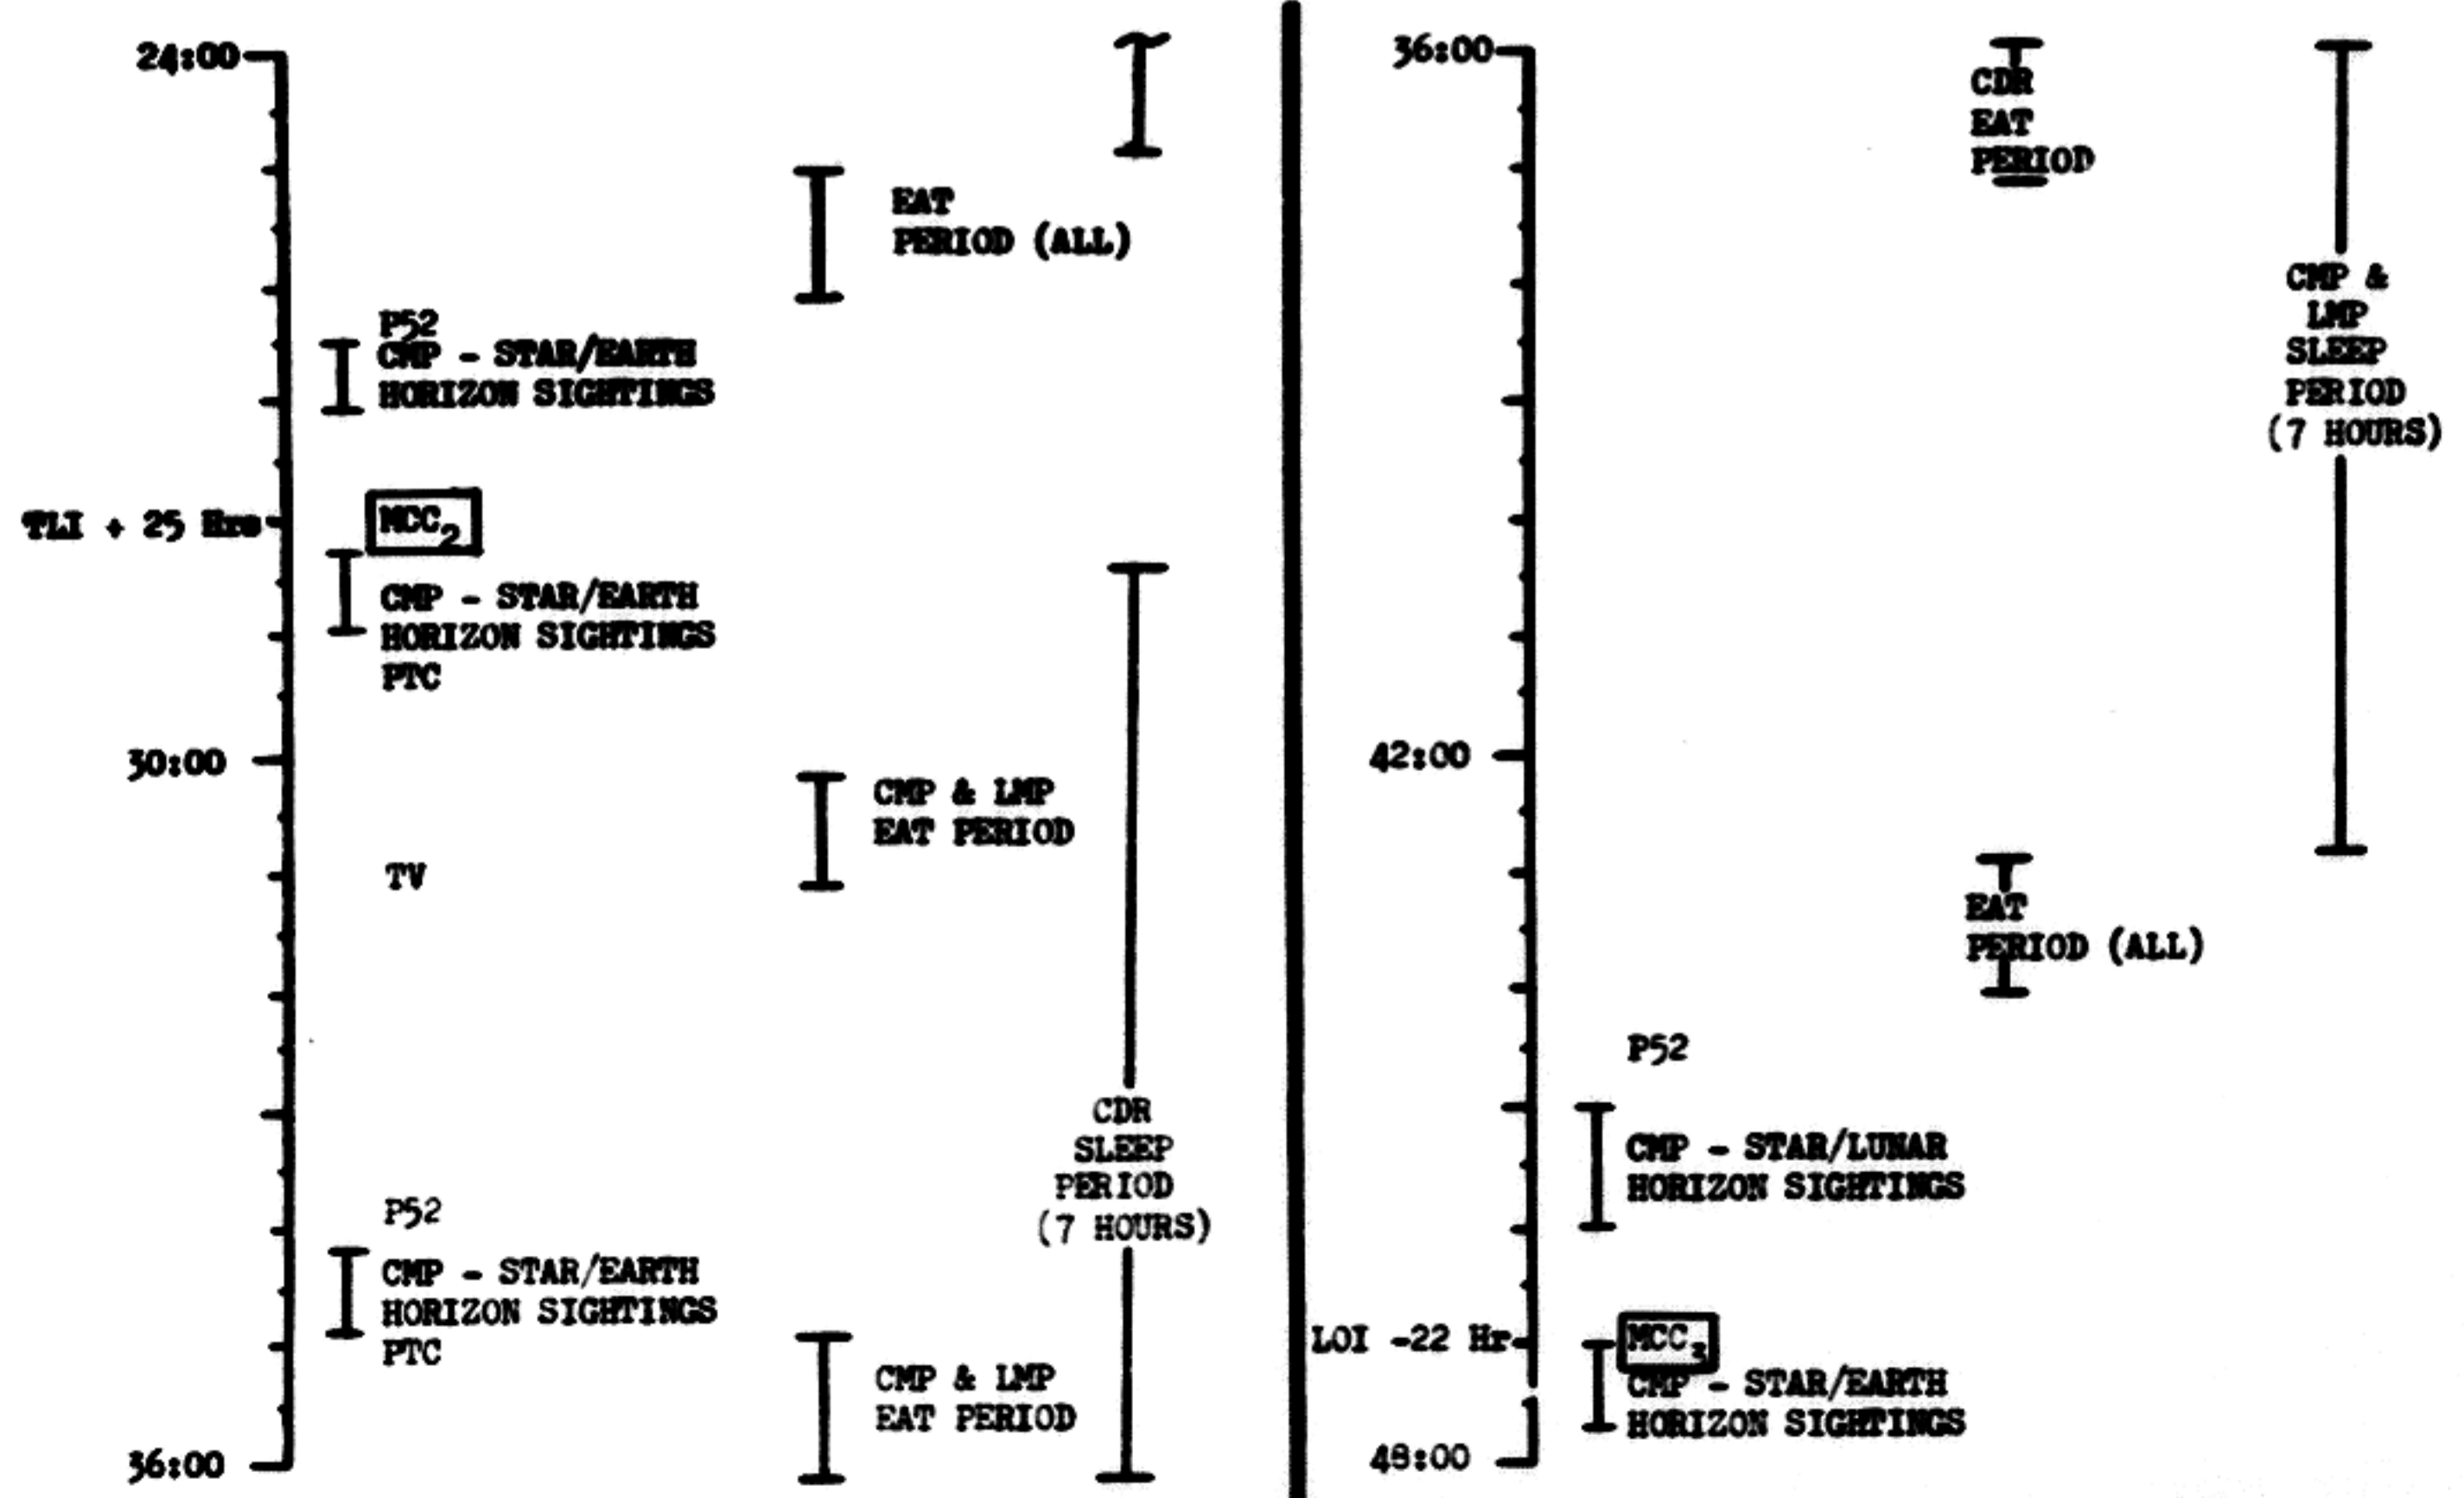 24:00
EAT
PERIOD (ALL)
P52
CMP - STAR/EARTH
HORIZON SIGHTINGS
TLI + 25 Hrs
MCC2
CMP - STAR/EARTH
HORIZON SIGHTINGS
PTC
30:00
CMP & LMP
EAT PERIOD
TV
CDR
SLEEP
PERIOD
(7 HOURS)
P52
CMP - STAR/EARTH
HORIZON SIGHTINGS
PTC
CMP & LMP
EAT PERIOD
36:00
36:00
CDR
EAT
PERIOD
CMP &
LMP
SLEEP
PERIOD
(7 HOURS)
42:00
EAT
PERIOD (ALL)
P52
CMP - STAR/LUNAR
HORIZON SIGHTINGS
LOI -22 Hr
MCC3
CMP - STAR/EARTH
HORIZON SIGHTINGS
48:00